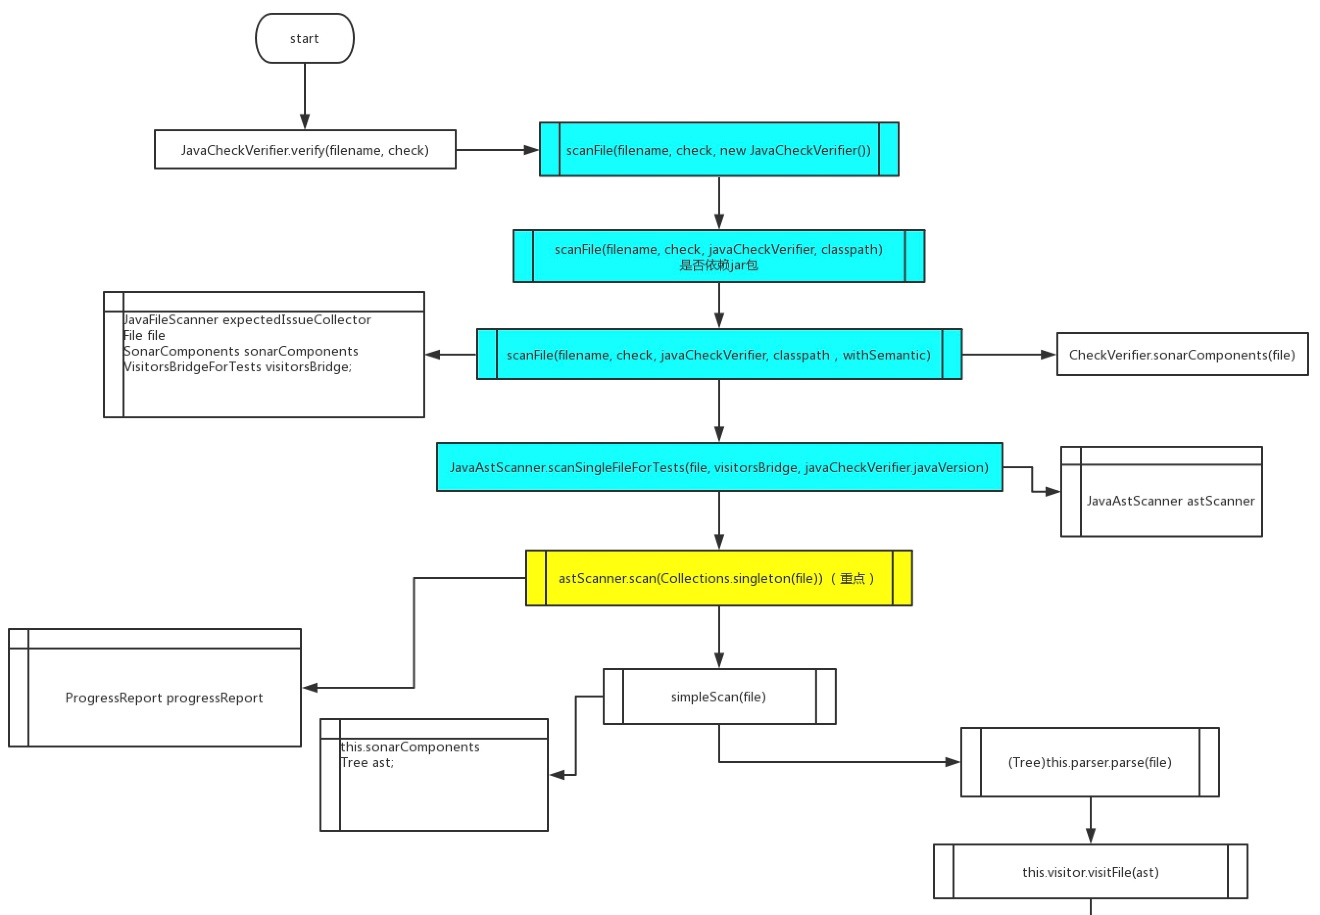 start
JavaCheckVerifier.verify(filename, check)
scanFile(filename, check, new JavaCheckVerifier())
scanFile(filename, check, javaCheckVerifier, classpath)
是否依赖jar包
JavaFileScanner expectedIssueCollector
File file
SonarComponents sonarComponents
VisitorsBridgeForTests visitorsBridge;
scanFile(filename, check, javaCheckVerifier, classpath，withSemantic)
CheckVerifier.sonarComponents(file)
JavaAstScanner.scanSingleFileForTests(file, visitorsBridge, javaCheckVerifier.javaVersion)
JavaAstScanner astScanner
astScanner.scan(Collections.singleton(file))（重点）
ProgressReport progressReport
simpleScan(file)
this.sonarComponents
Tree ast;
(Tree)this.parser.parse(file)
this.visitor.visitFile(ast)